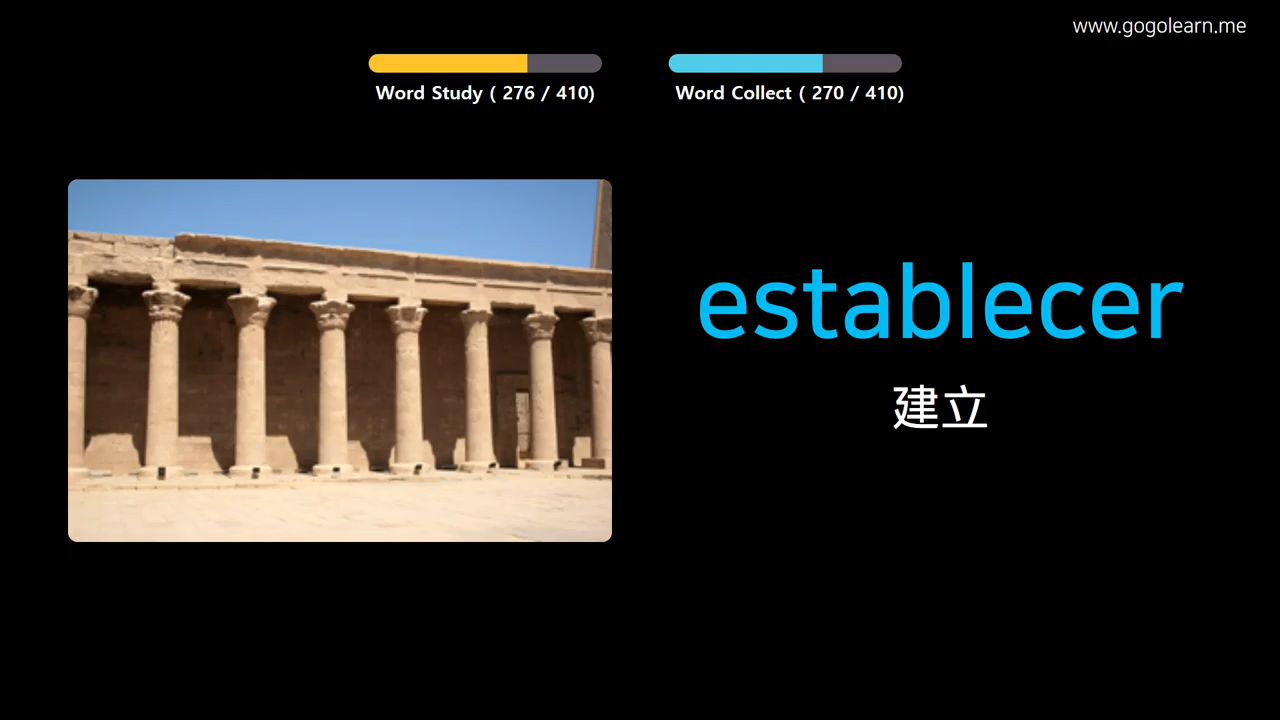 www.gogolearn.me
Word Study ( 276 / 410)
Word Collect ( 270 / 410)
establecer
建立